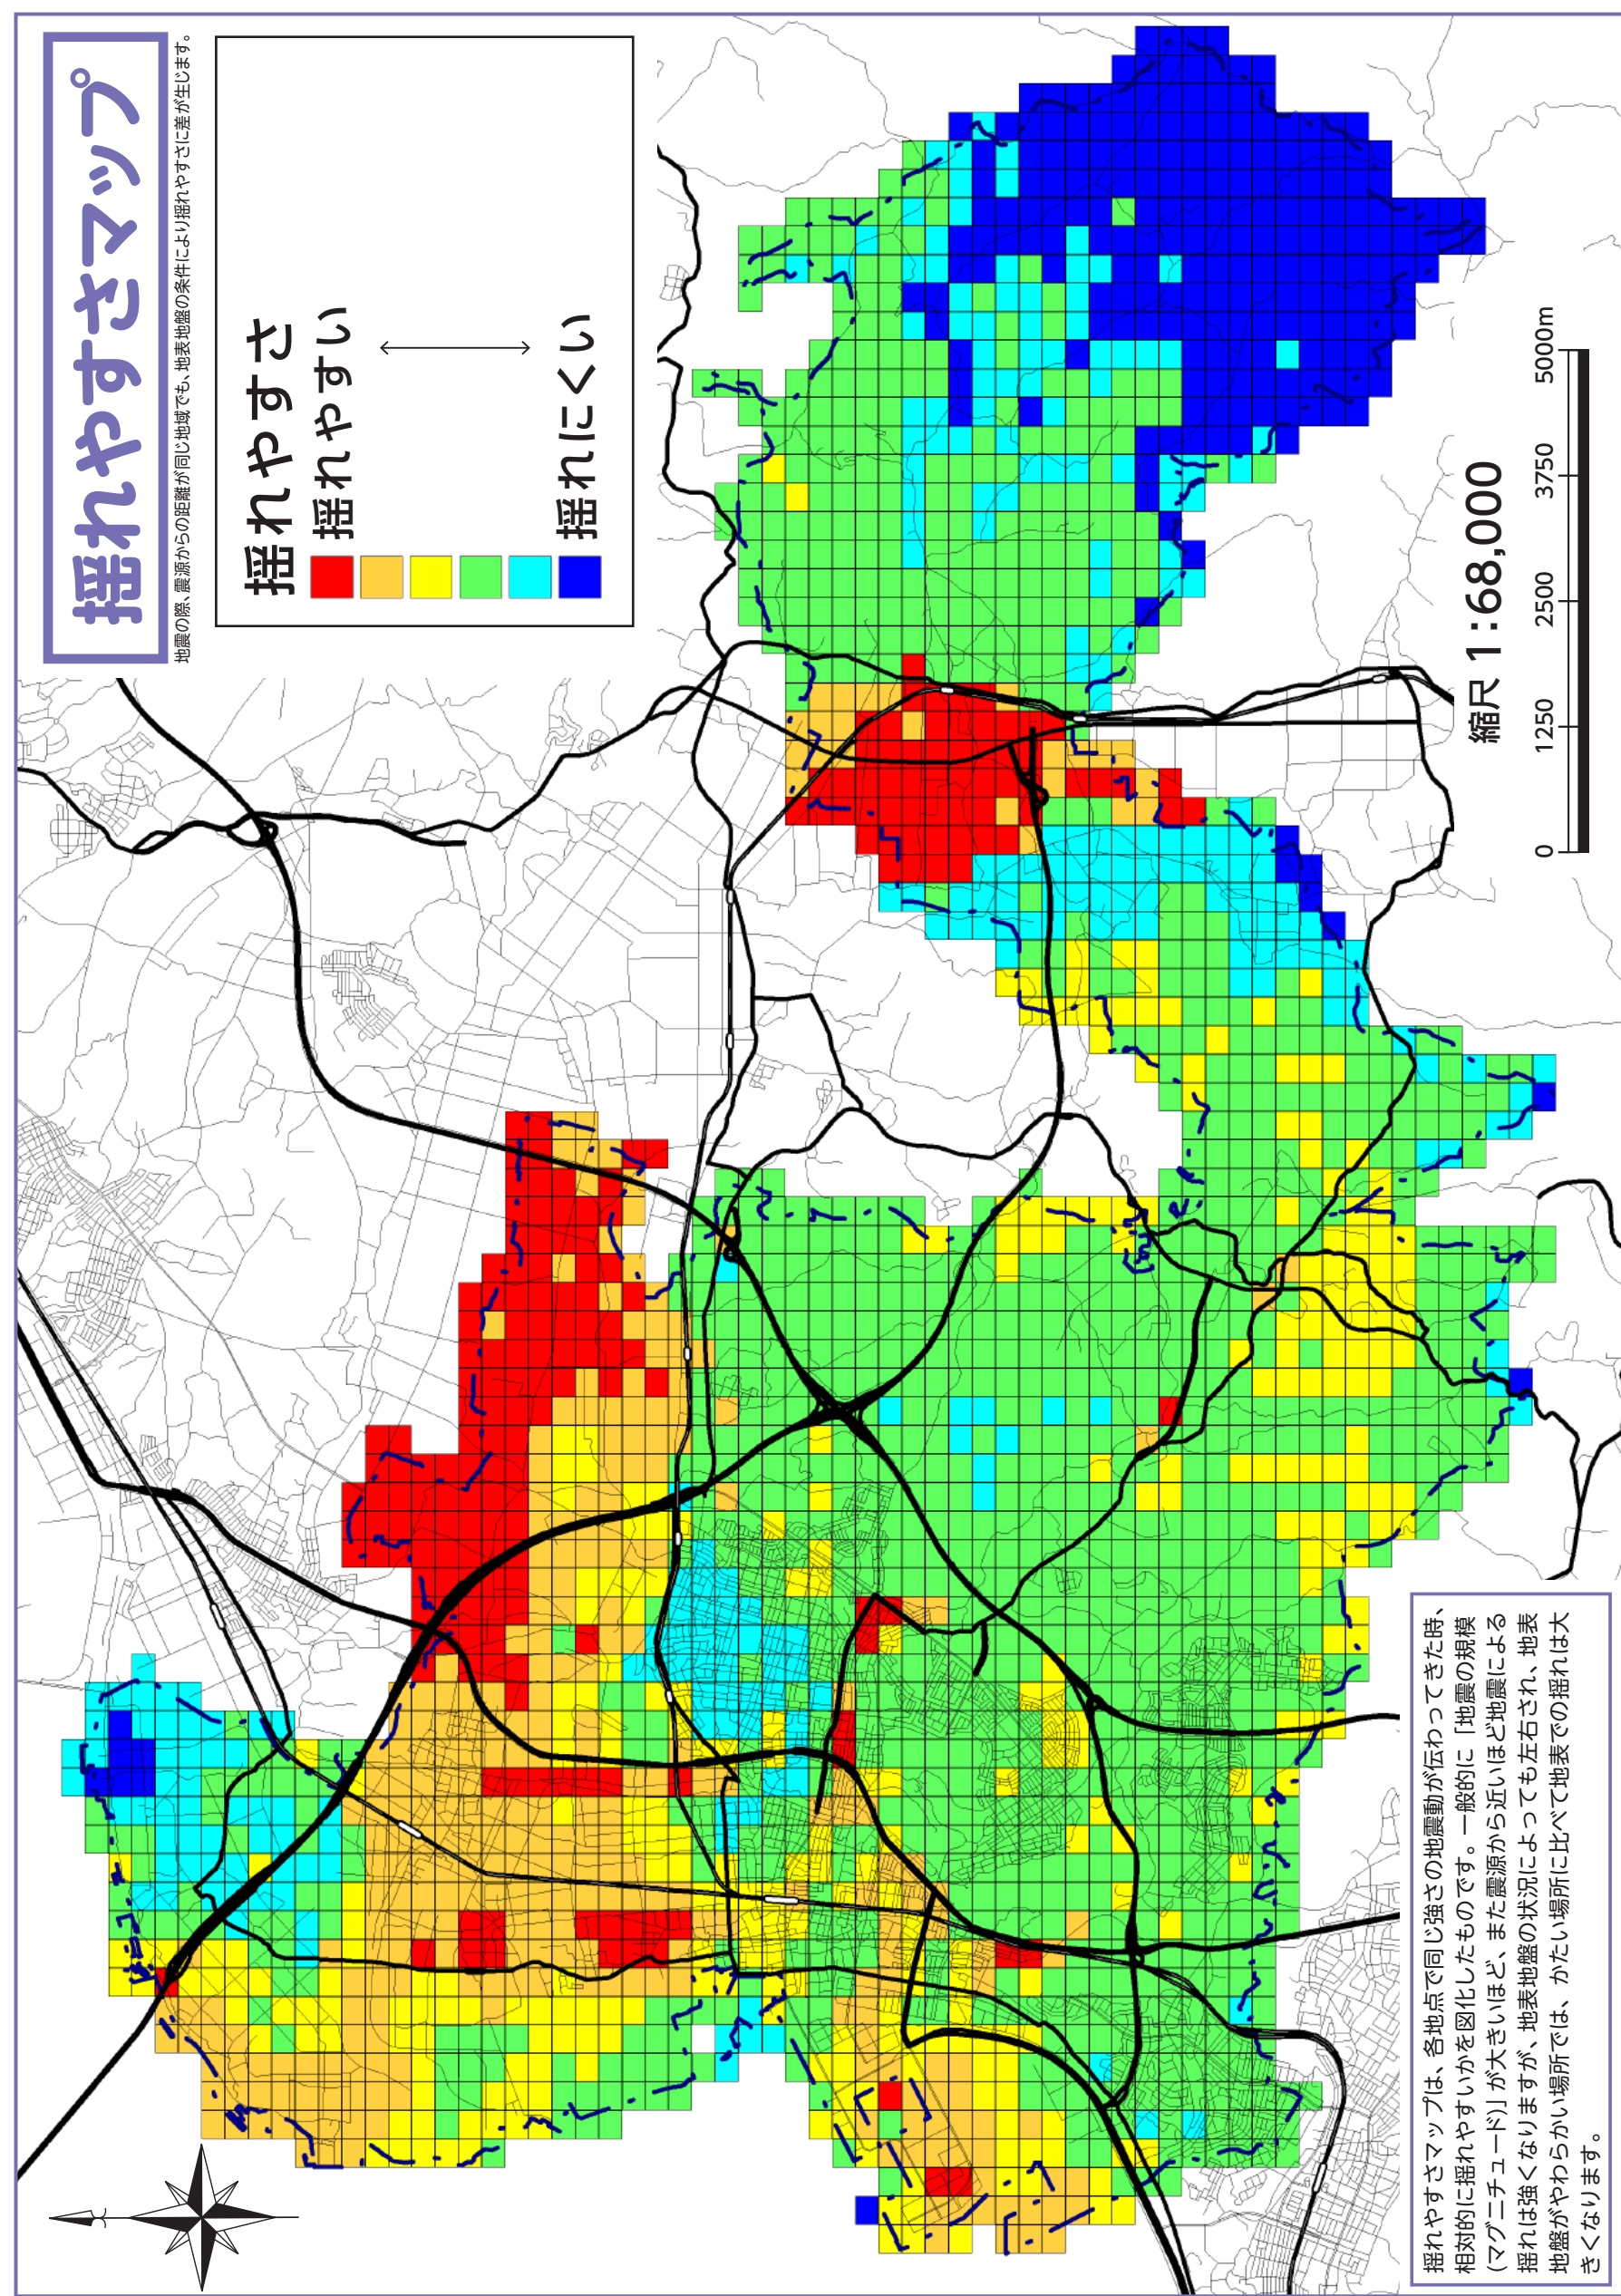 揺れやすさマップ
地震の際、震源からの距離が同じ地域でも、地表地盤の条件により揺れやすさに差が生じます。
揺れやすさ
揺れやすい
揺れにくい
縮尺 1:68,000
0 1250 2500 3750 5000m
揺れやすさマップは、各地点で同じ強さの地震動が伝わってきた時、
相対的に揺れやすいかを図化したものです。一般的に「地震の規模
(マグニチュード)」が大きいほど、また震源から近いほど地震による
揺れは強くなりますが、地表地盤の状況によっても左右され、地表
地盤がやわらかい場所では、かたい場所に比べて地表での揺れは大
きくなります。